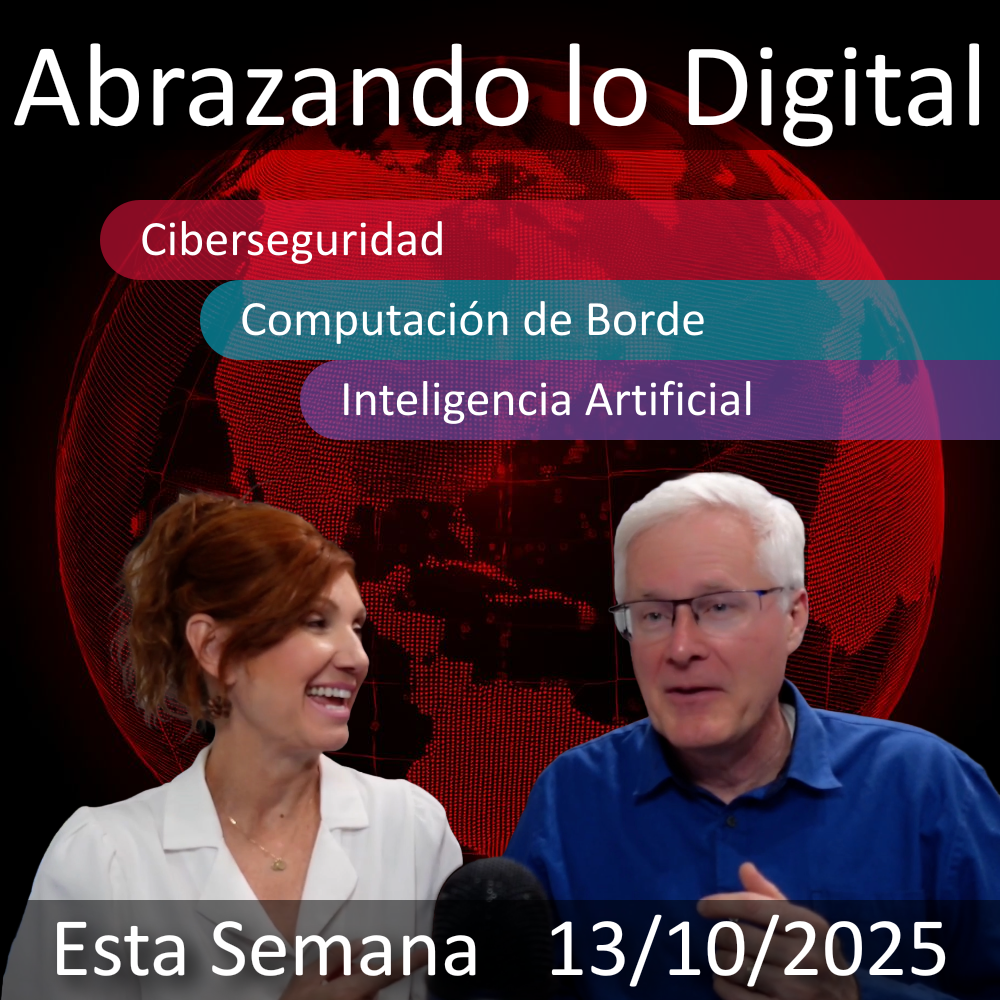 Abrazando lo Digital
Ciberseguridad
Computación de Borde
Inteligencia Artificial
Esta Semana 13/10/2025